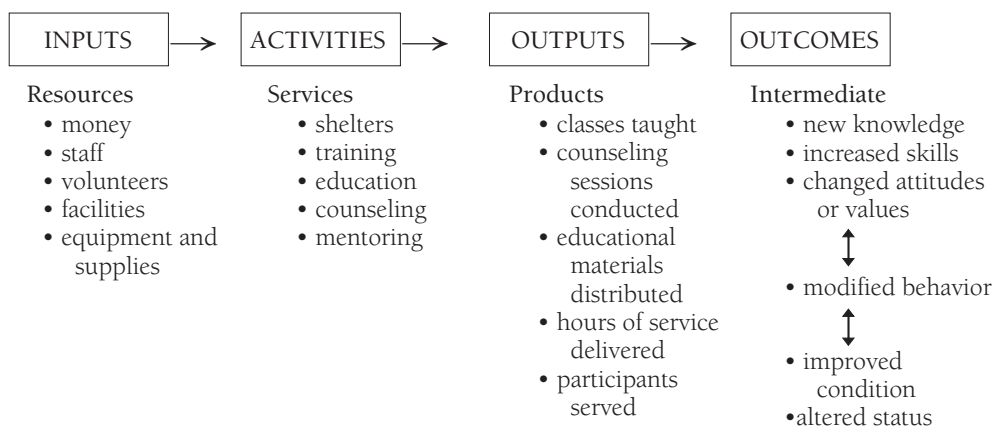 INPUTS
ACTIVITIES
OUTPUTS
OUTCOMES
Resources
• money
• staff
• volunteers
• facilities
• equipment and
supplies
Services
• shelters
• training
• education
• counseling
• mentoring
Products
• classes taught
• counseling
sessions
conducted
• educational
materials
distributed
• hours of service
delivered
• participants
served
Intermediate
• new knowledge
• increased skills
• changed attitudes
or values
• modified behavior
• improved
condition
•altered status